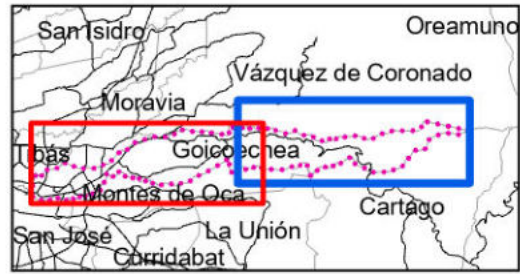 San Isidro
Oreamuno
Vázquez de Coronado
Moravia
Tibás
Goicoechea
Montes de Oca
Cartago
San José
La Unión
Curridabat